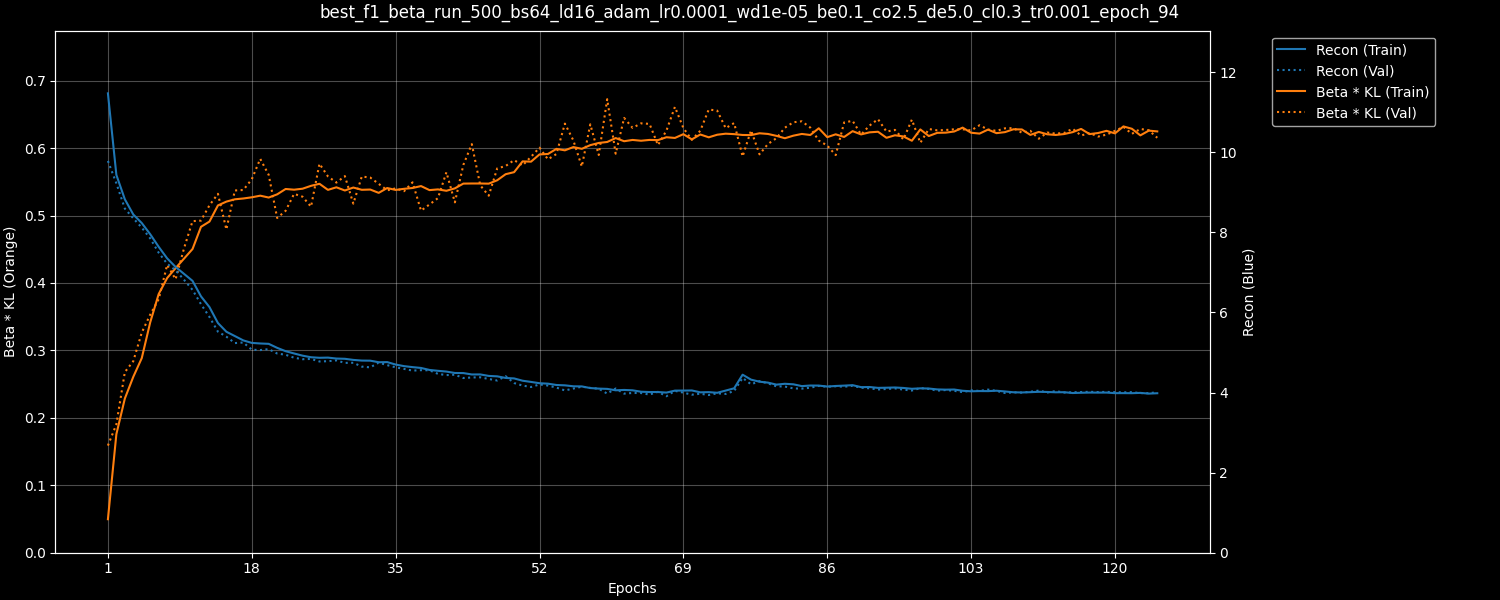 best_f1_beta_run_500_bs64_ld16_adam_lr0.0001_wd1e-05_be0.1_co2.5_de5.0_cl0.3_tr0.001_epoch_94
Recon (Train)
Recon (Val)
Beta * KL (Train)
Beta * KL (Val)
Beta * KL (Orange)
0.7
0.6
0.5
0.4
0.3
0.2
0.1
0.0
12
10
8
6
4
2
0
Recon (Blue)
1 18 35 52 69 86 103 120
Epochs